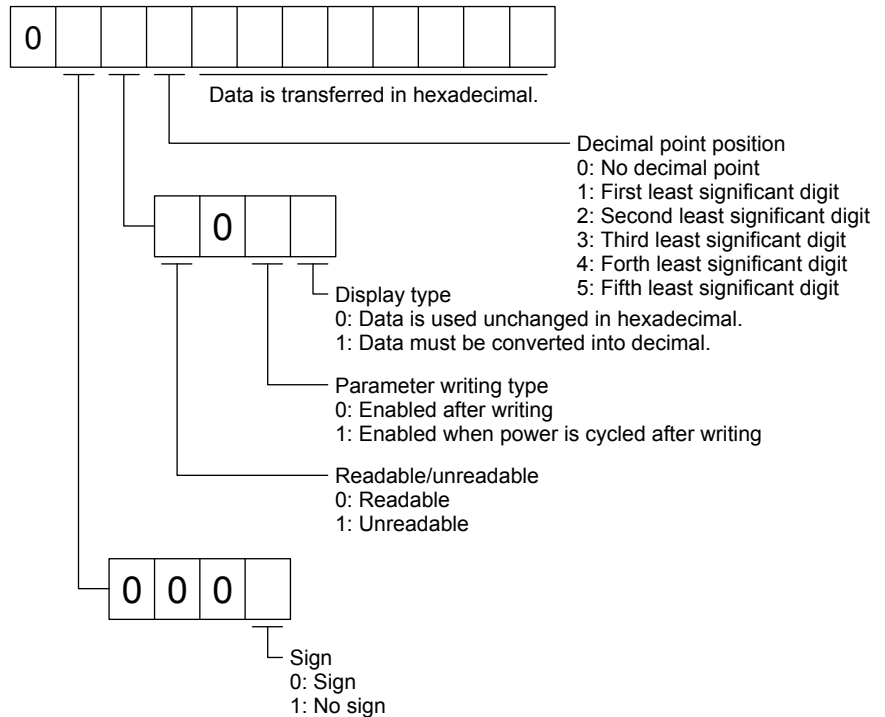 0
Data is transferred in hexadecimal.
Decimal point position
0: No decimal point
1: First least significant digit
2: Second least significant digit
3: Third least significant digit
4: Forth least significant digit
5: Fifth least significant digit
0
Display type
0: Data is used unchanged in hexadecimal.
1: Data must be converted into decimal.
Parameter writing type
0: Enabled after writing
1: Enabled when power is cycled after writing
Readable/unreadable
0: Readable
1: Unreadable
0 0 0
Sign
0: Sign
1: No sign